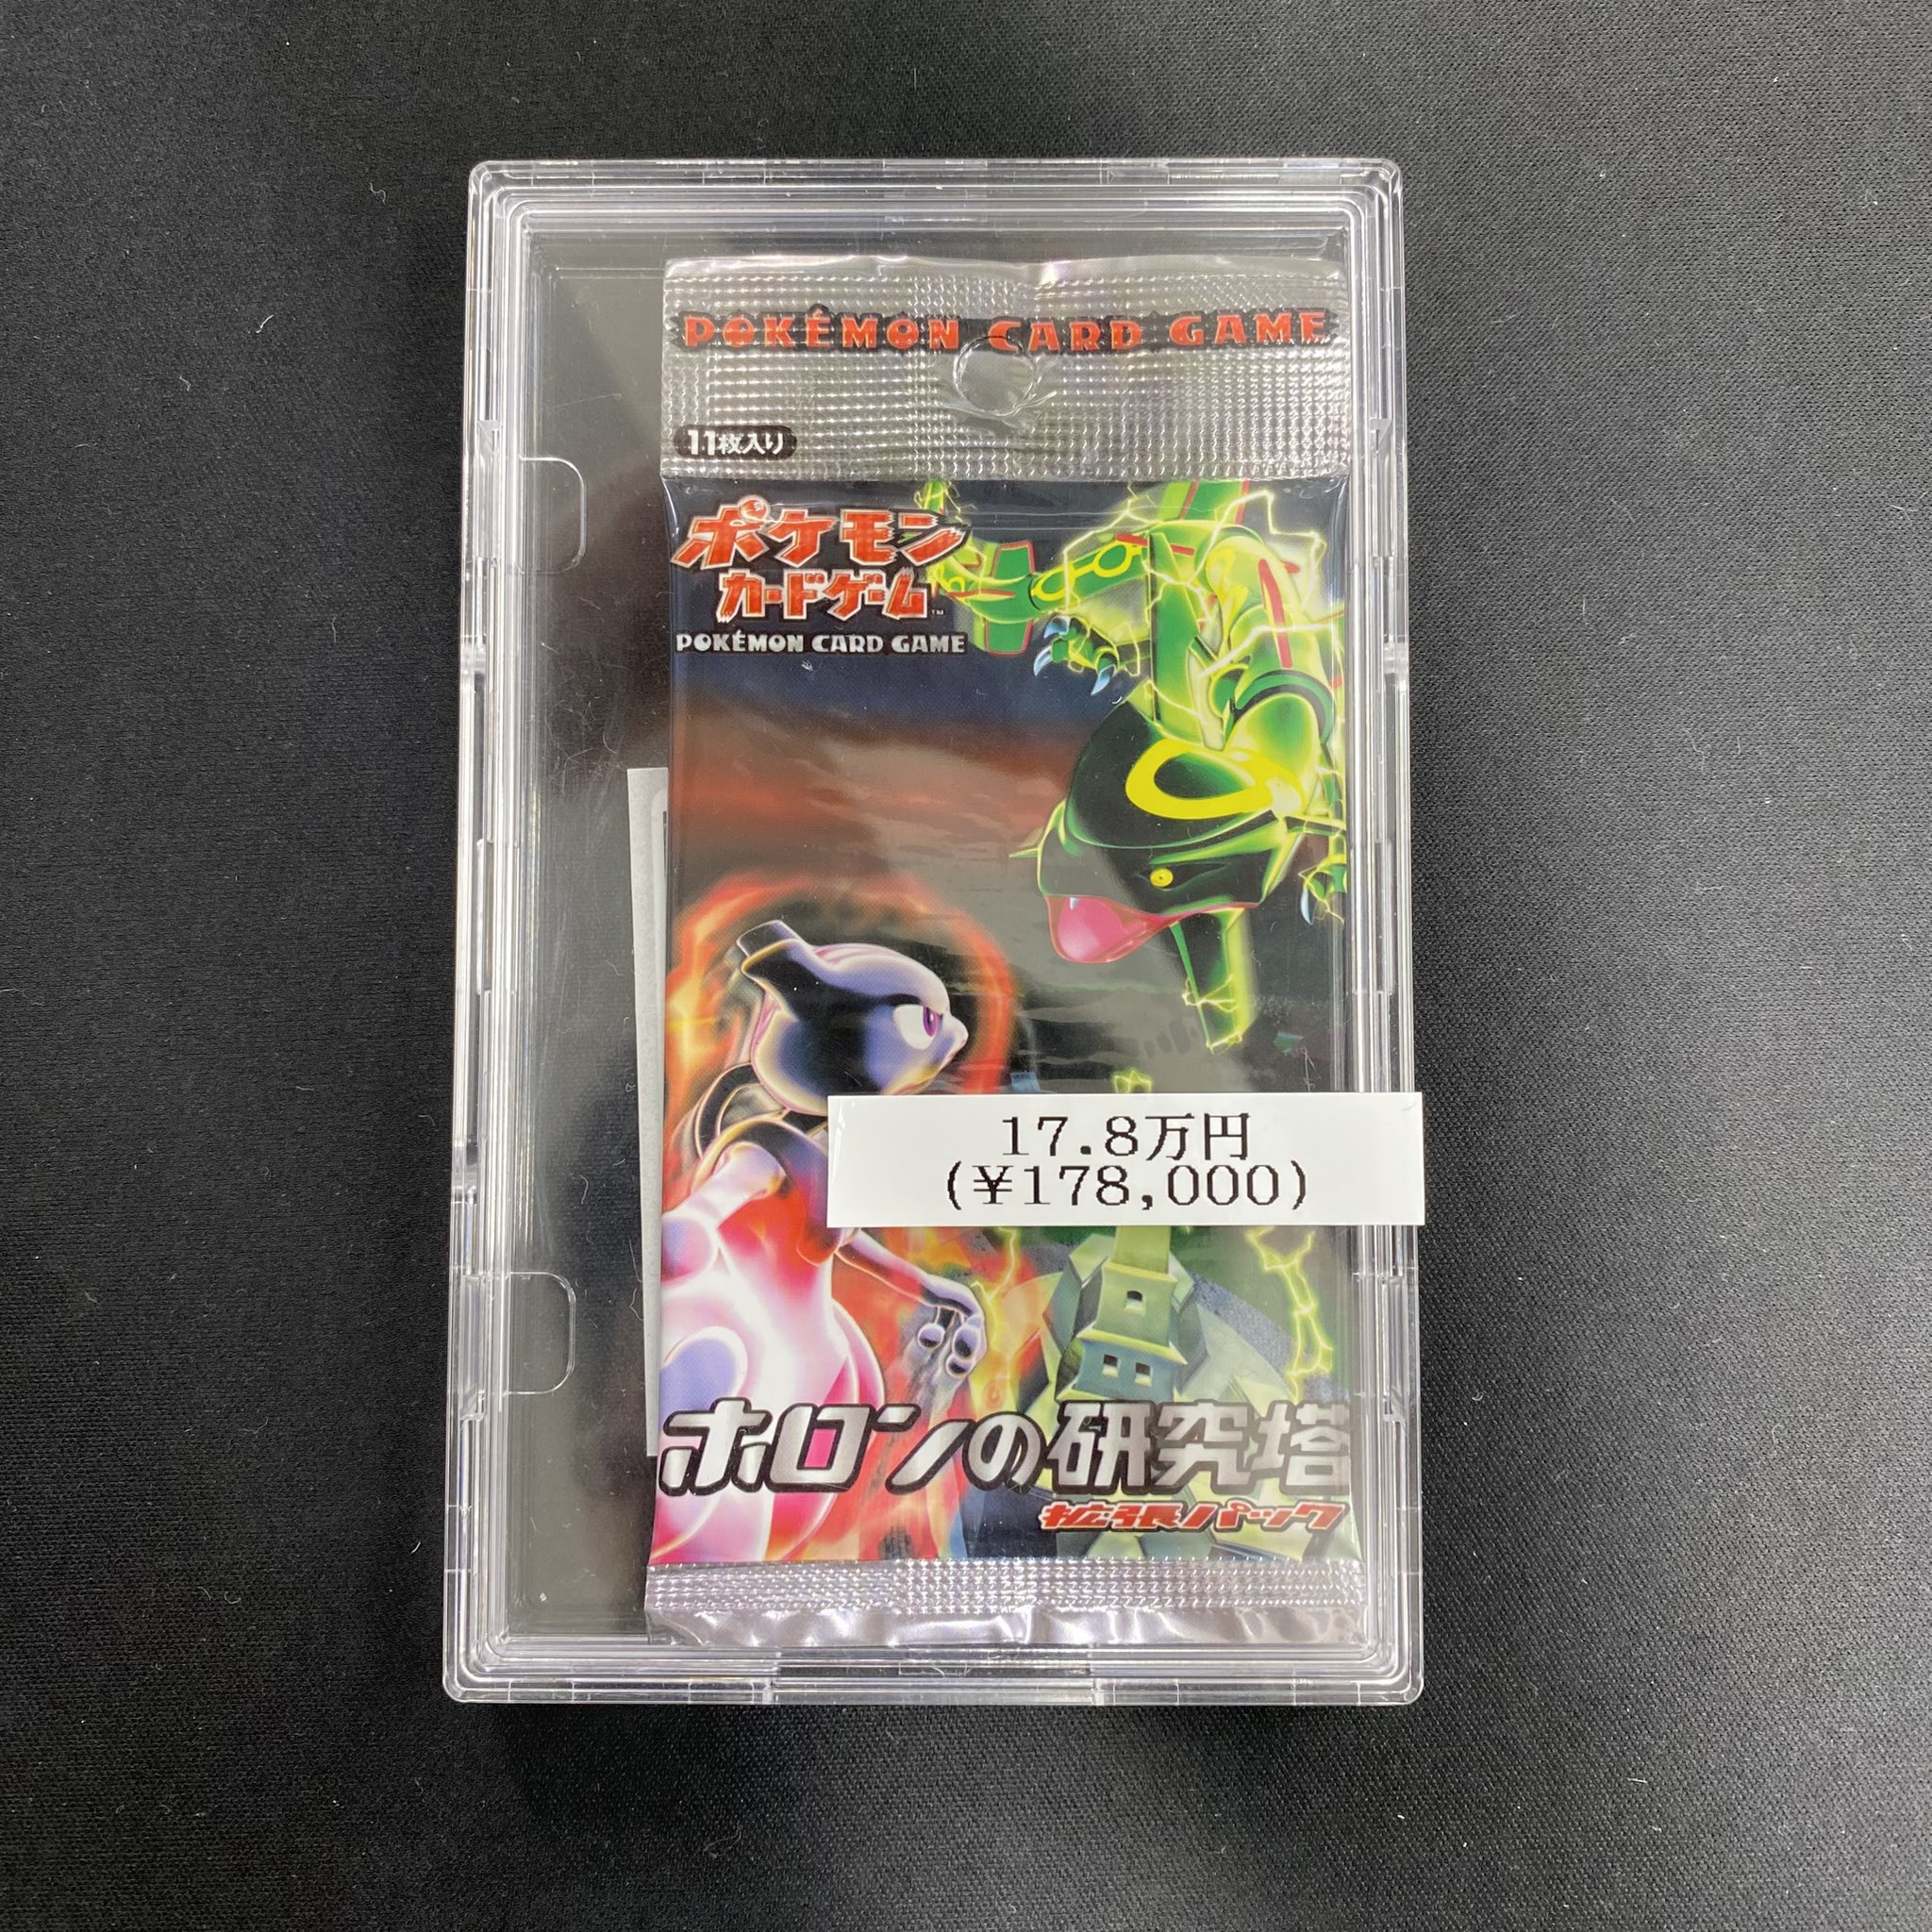 POKÉMON CARD GAME
11枚入り
ポケモン
カードゲーム™
POKÉMON CARD GAME
17.8万円
(¥178,000)
ホロンの研究塔
拡張パック